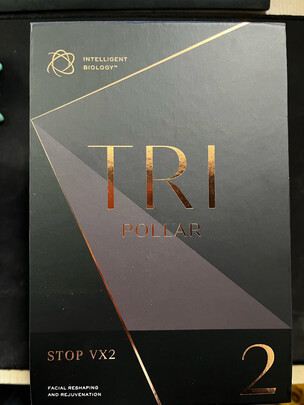 INTELLIGENT
BIOLOGY™
TRI
POLLAR
STOP VX2
2
FACIAL RESHAPING
AND REJUVENATION